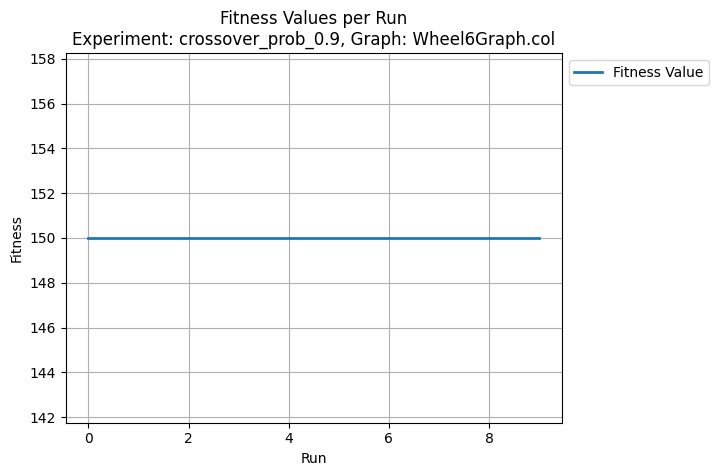 Fitness Values per Run
Experiment: crossover_prob_0.9, Graph: Wheel6Graph.col
Fitness Value
158
156
154
152
150
148
146
144
142
Fitness
0 2 4 6 8
Run